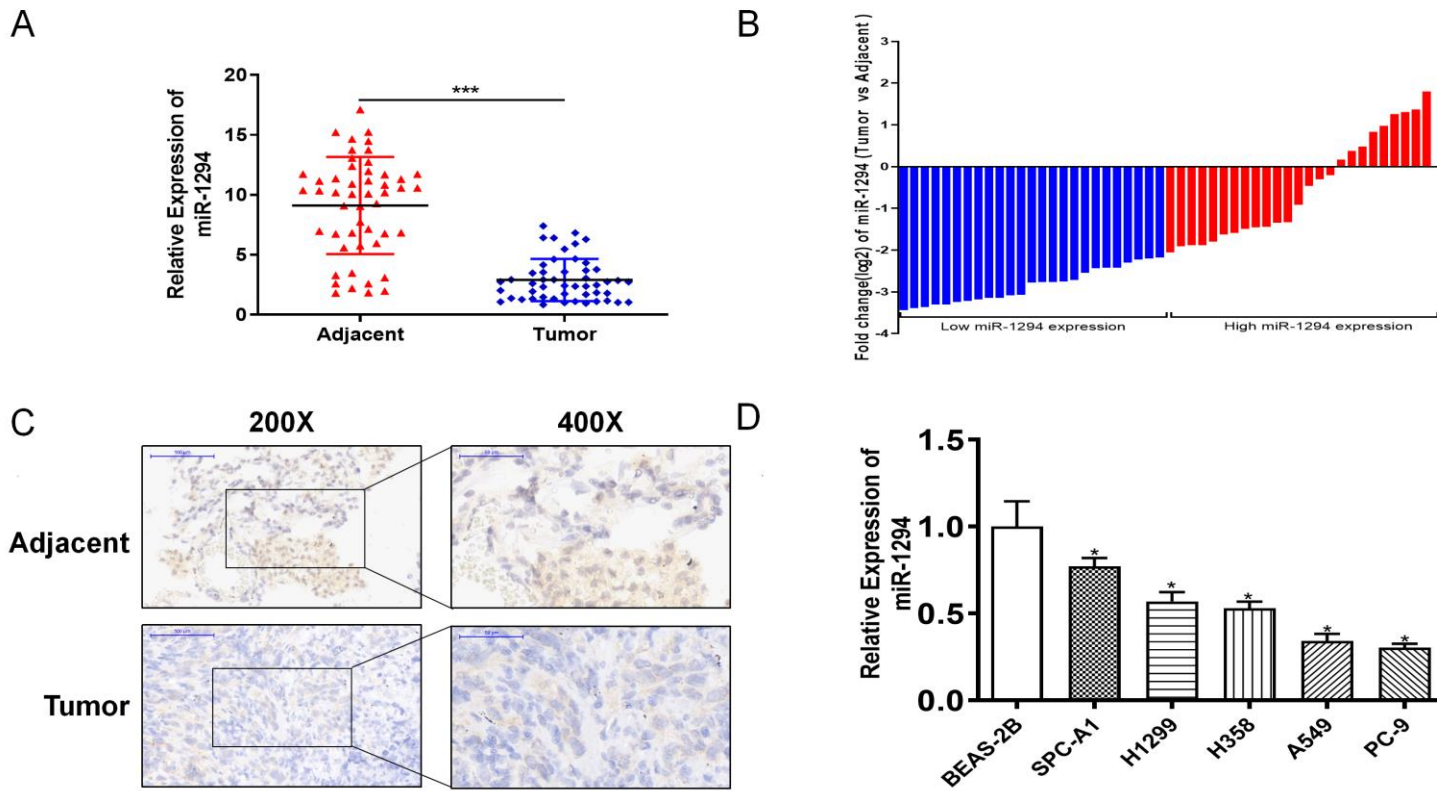 A
Relative Expression of
miR-1294
20
15
10
5
0
***
Adjacent
Tumor
B
Fold change(log2) of miR-1294 (Tumor vs Adjacent )
3
2
1
0
-1
-2
-3
-4
Low miR-1294 expression
High miR-1294 expression
C
200X
400X
Adjacent
Tumor
D
Relative Expression of
miR-1294
1.5
1.0
0.5
0.0
*
*
*
*
*
BEAS-2B
SPC-A1
H1299
H358
A549
PC-9